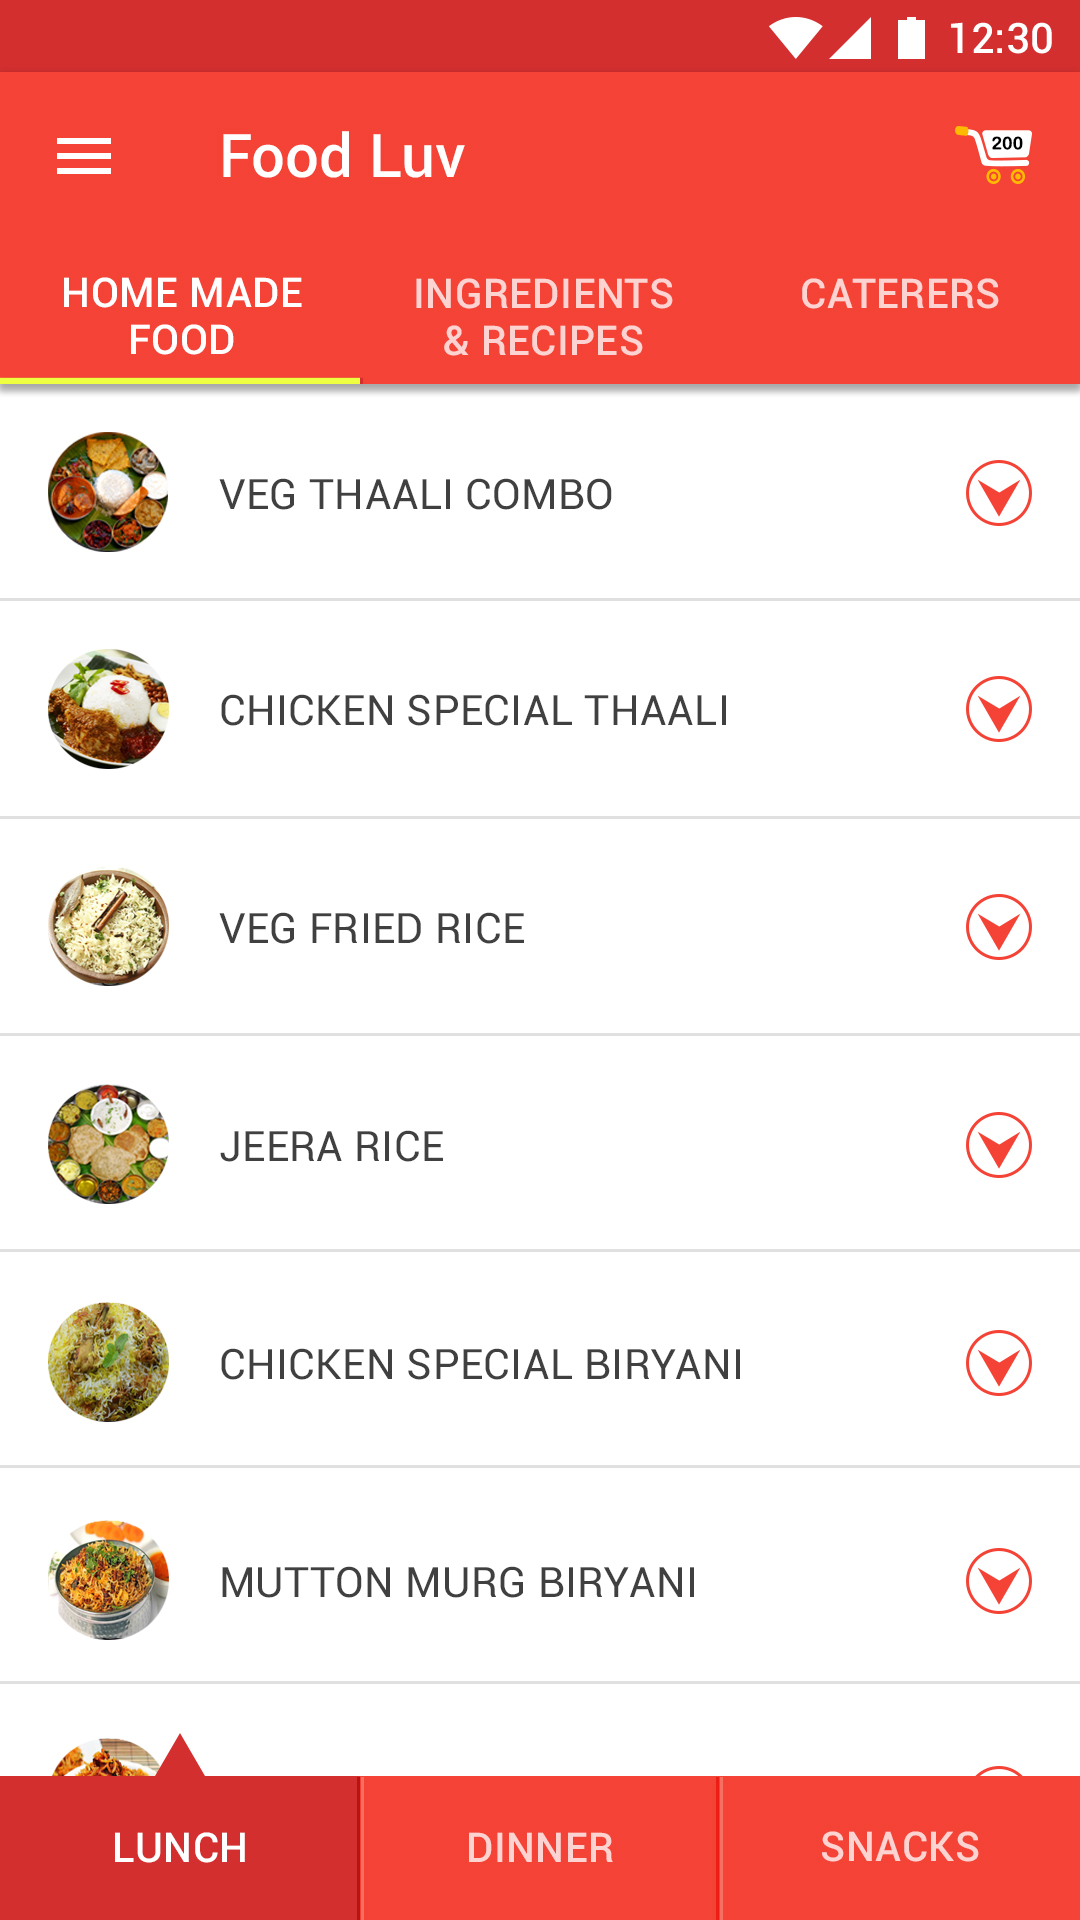 12:30
Food Luv
200
HOME MADE
FOOD
INGREDIENTS
& RECIPES
CATERERS
VEG THAALI COMBO
CHICKEN SPECIAL THAALI
VEG FRIED RICE
JEERA RICE
CHICKEN SPECIAL BIRYANI
MUTTON MURG BIRYANI
LUNCH
DINNER
SNACKS